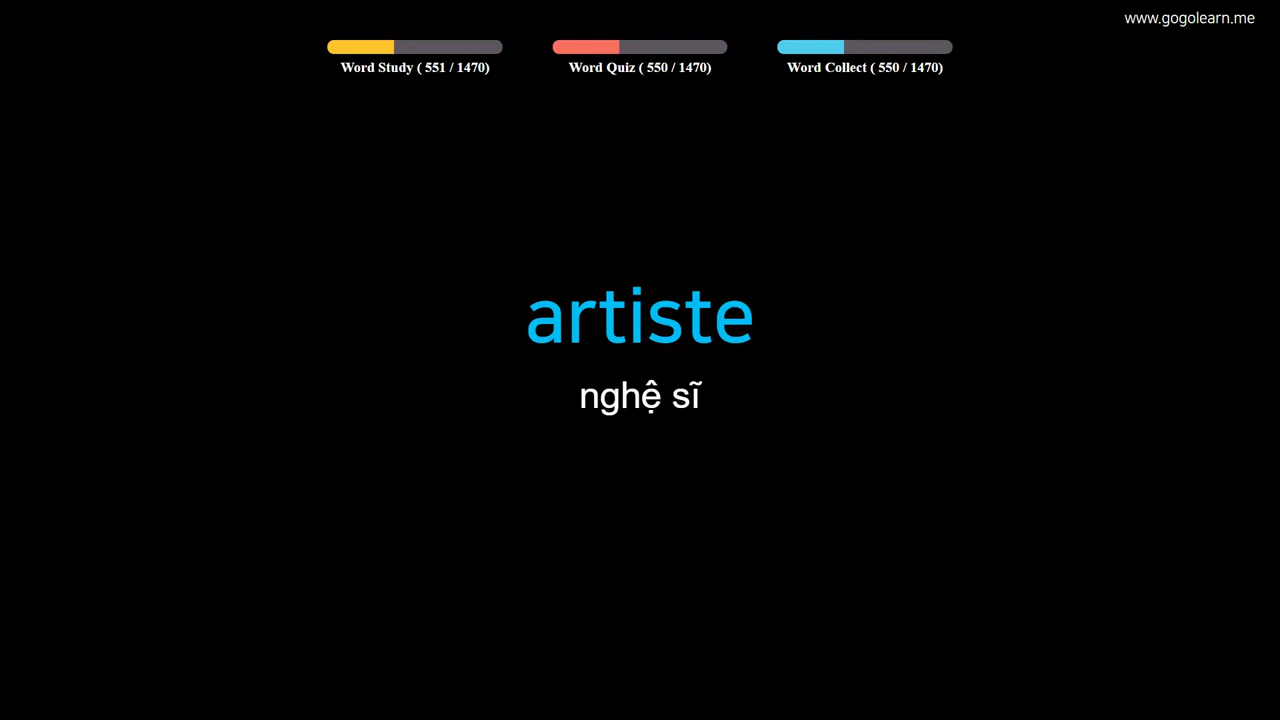 www.gogolearn.me
Word Study ( 551 / 1470)
Word Quiz ( 550 / 1470)
Word Collect ( 550 / 1470)
artiste
nghệ sĩ